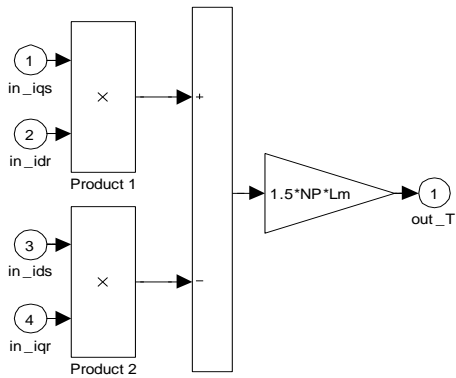 1
in_iqs
×
+
2
in_idr
Product 1
1.5*NP*Lm
1
out_T
3
in_ids
×
−
4
in_iqr
Product 2